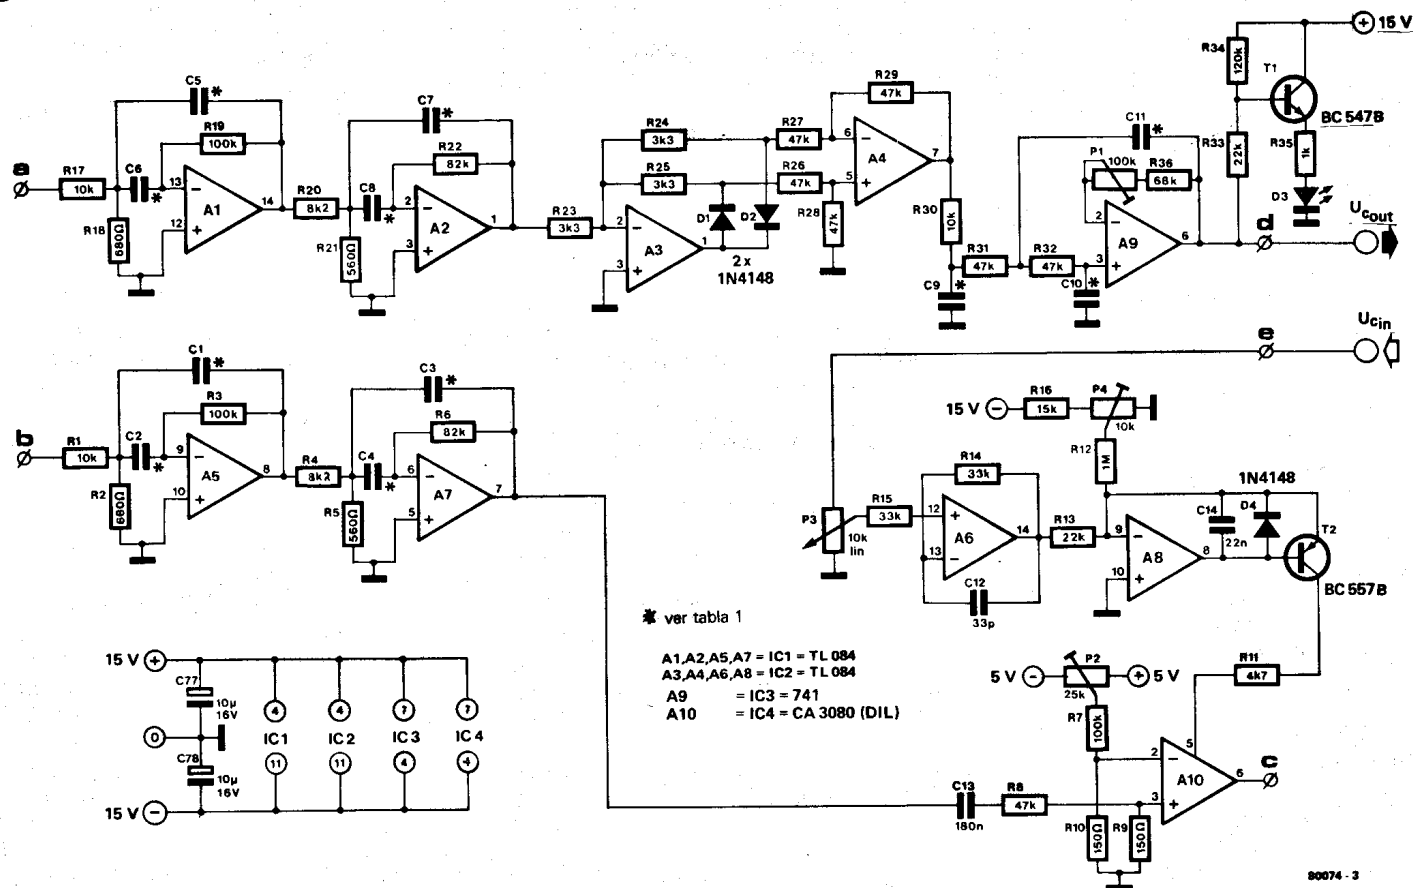 15 V
R34
120k
T1
BC 547B
R33
22k
R35
1k
D3
Ucout
d
C5
*
R19
100k
a
R17
10k
C6
*
13
A1
14
12
R18
680Ω
R20
8k2
C7
*
R22
82k
C8
*
2
A2
1
3
R21
560Ω
R23
3k3
R24
3k3
R25
3k3
2
A3
1
3
D1
D2
2 x
1N4148
R27
47k
R26
47k
R28
47k
R29
47k
6
A4
7
5
R30
10k
C9
*
R31
47k
R32
47k
C10
*
C11
*
P1
100k
R36
68k
2
A9
6
3
e
Ucin
C1
*
R3
100k
b
R1
10k
C2
*
9
A5
8
10
R2
680Ω
R4
8k2
C3
*
R6
82k
C4
*
6
A7
7
5
R5
560Ω
15 V
R16
15k
P4
10k
R12
1M
P3
10k
lin
R15
33k
R14
33k
12
A6
14
13
C12
33p
R13
22k
9
A8
8
10
C14
22n
1N4148
D4
T2
BC 557B
R11
4k7
5 V
P2
25k
5 V
R7
100k
2
5
A10
6
3
c
C13
180n
R8
47k
R10
150Ω
R9
150Ω
* ver tabla 1
A1,A2,A5,A7 = IC1 = TL 084
A3,A4,A6,A8 = IC2 = TL 084
A9 = IC3 = 741
A10 = IC4 = CA 3080 (DIL)
15 V
C77
10µ
16V
0
C78
10µ
16V
15 V
4
IC1
11
4
IC 2
11
7
IC 3
4
7
IC 4
4
80074 - 3